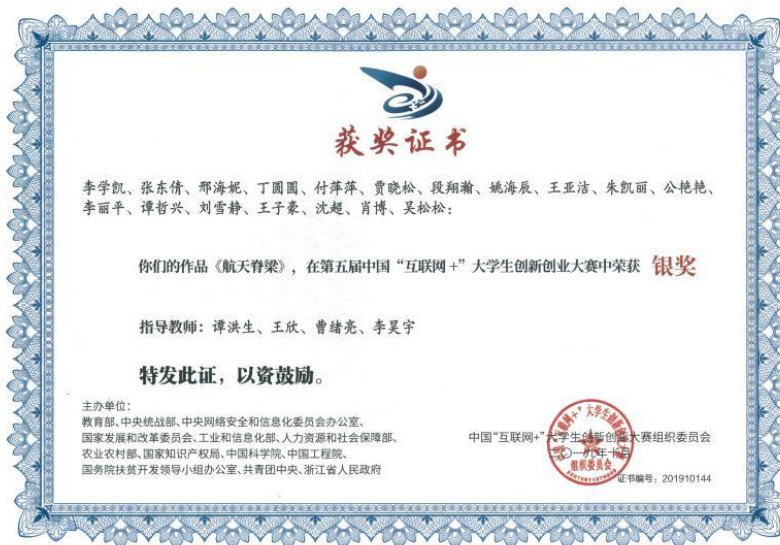 获奖证书
李学凯、张东倩、邢海妮、丁圆圆、付萍萍、贾晓松、段翔瀚、姚海辰、王亚洁、朱凯丽、公艳艳、
李丽平、谭哲兴、刘雪静、王子豪、沈超、肖博、吴松松：
你们的作品《航天脊梁》，在第五届中国“互联网+”大学生创新创业大赛中荣获 银奖
指导教师：谭洪生、王欣、曹绪亮、李昊宇
特发此证，以资鼓励。
主办单位：
教育部、中央统战部、中央网络安全和信息化委员会办公室、
国家发展和改革委员会、工业和信息化部、人力资源和社会保障部、
农业农村部、国家知识产权局、中国科学院、中国工程院、
国务院扶贫开发领导小组办公室、共青团中央、浙江省人民政府
中国“互联网+”大学生创新创业大赛组织委员会
二〇一九年十月
组织委员会
证书编号：201910144